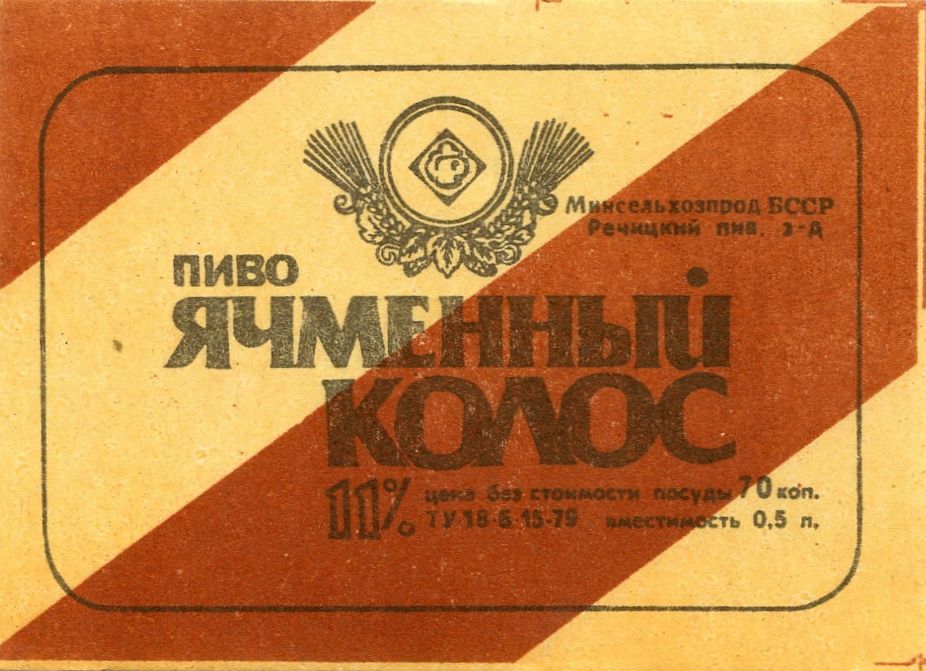 Минсельхозпрод БССР
Речицкий пив. з-д
ПИВО
ЯЧМЕННЫЙ
КОЛОС
11% цена без стоимости посуды 70 коп.
ТУ-18-Б-15-79 вместимость 0,5 л.